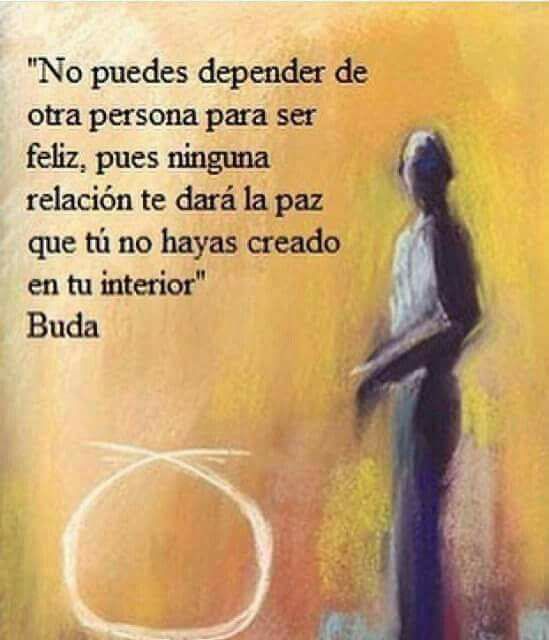 "No puedes depender de
otra persona para ser
feliz, pues ninguna
relación te dará la paz
que tú no hayas creado
en tu interior"
Buda